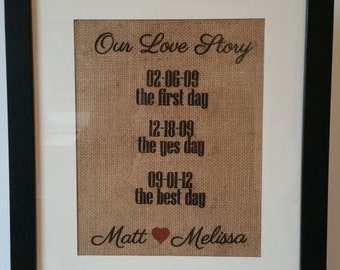 Our Love Story
02-06-09
the first day
12-18-09
the yes day
09-01-12
the best day
Matt Melissa